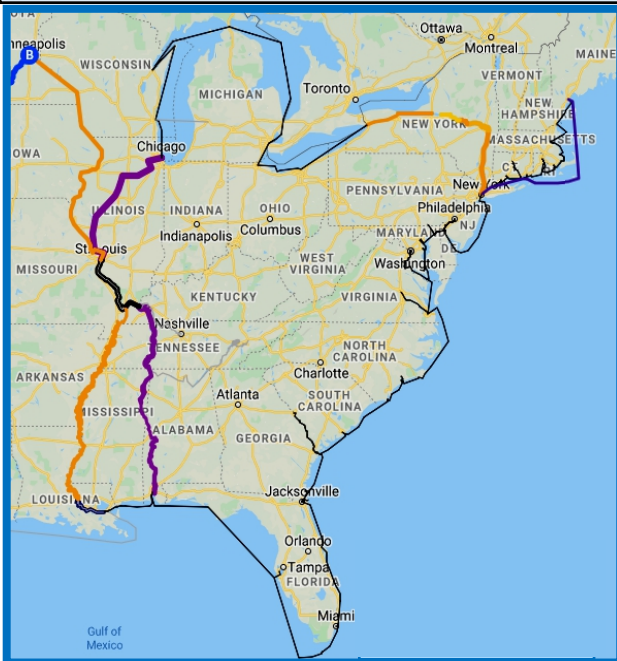 Ottawa
Montreal
MAINE
nneapolis
B
WISCONSIN
VERMONT
Toronto
MICHIGAN
NEW
HAMPSHIRE
NEW YORK
MASSACHUSETTS
Chicago
OWA
CT
RI
PENNSYLVANIA
New York
ILLINOIS
INDIANA
OHIO
Philadelphia
Indianapolis
Columbus
MARYLAND
NJ
St. Louis
DE
Washington
MISSOURI
WEST
VIRGINIA
KENTUCKY
VIRGINIA
Nashville
TENNESSEE
NORTH
CAROLINA
Charlotte
ARKANSAS
Atlanta
SOUTH
CAROLINA
MISSISSIPPI
ALABAMA
GEORGIA
LOUISIANA
Jacksonville
Orlando
Tampa
FLORIDA
Miami
Gulf of
Mexico